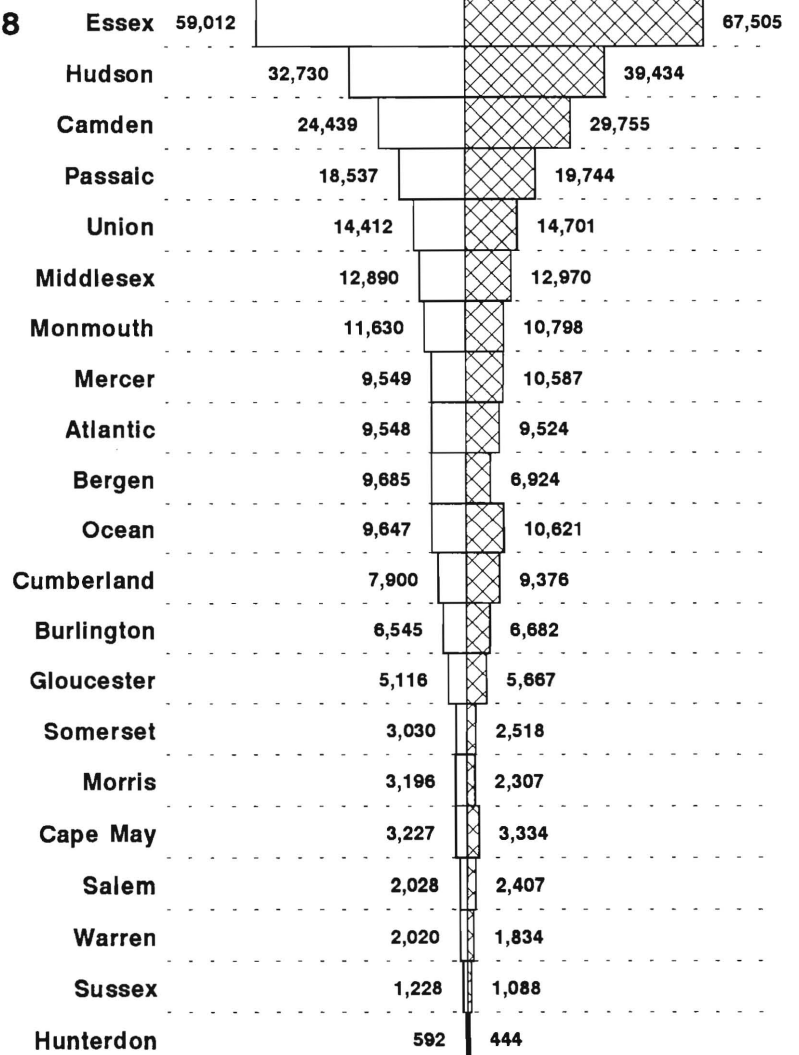 8 Essex 59,012 67,505
Hudson 32,730 39,434
Camden 24,439 29,755
Passaic 18,537 19,744
Union 14,412 14,701
Middlesex 12,890 12,970
Monmouth 11,630 10,798
Mercer 9,549 10,587
Atlantic 9,548 9,524
Bergen 9,685 6,924
Ocean 9,647 10,621
Cumberland 7,900 9,376
Burlington 6,545 6,682
Gloucester 5,116 5,667
Somerset 3,030 2,518
Morris 3,196 2,307
Cape May 3,227 3,334
Salem 2,028 2,407
Warren 2,020 1,834
Sussex 1,228 1,088
Hunterdon 592 444